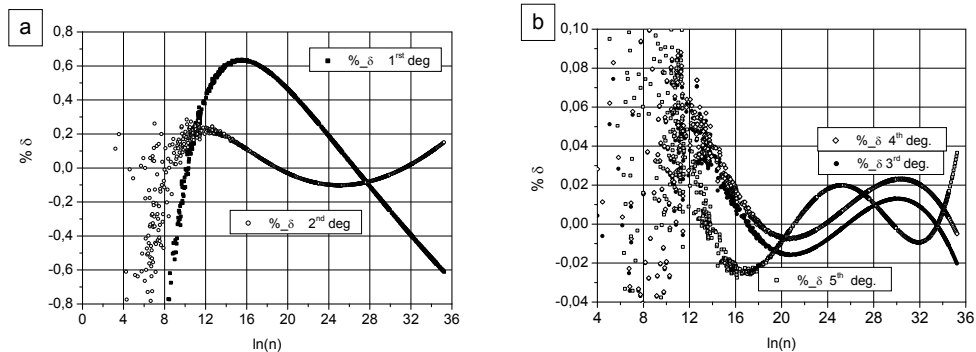 a
0,8
0,6
0,4
0,2
0,0
-0,2
-0,4
-0,6
-0,8
% δ
%_δ 1rst deg
%_δ 2nd deg
0 4 8 12 16 20 24 28 32 36
ln(n)
b
0,10
0,08
0,06
0,04
0,02
0,00
-0,02
-0,04
% δ
%_δ 4th deg.
%_δ 3rd deg.
%_δ 5th deg.
4 8 12 16 20 24 28 32 36
ln(n)